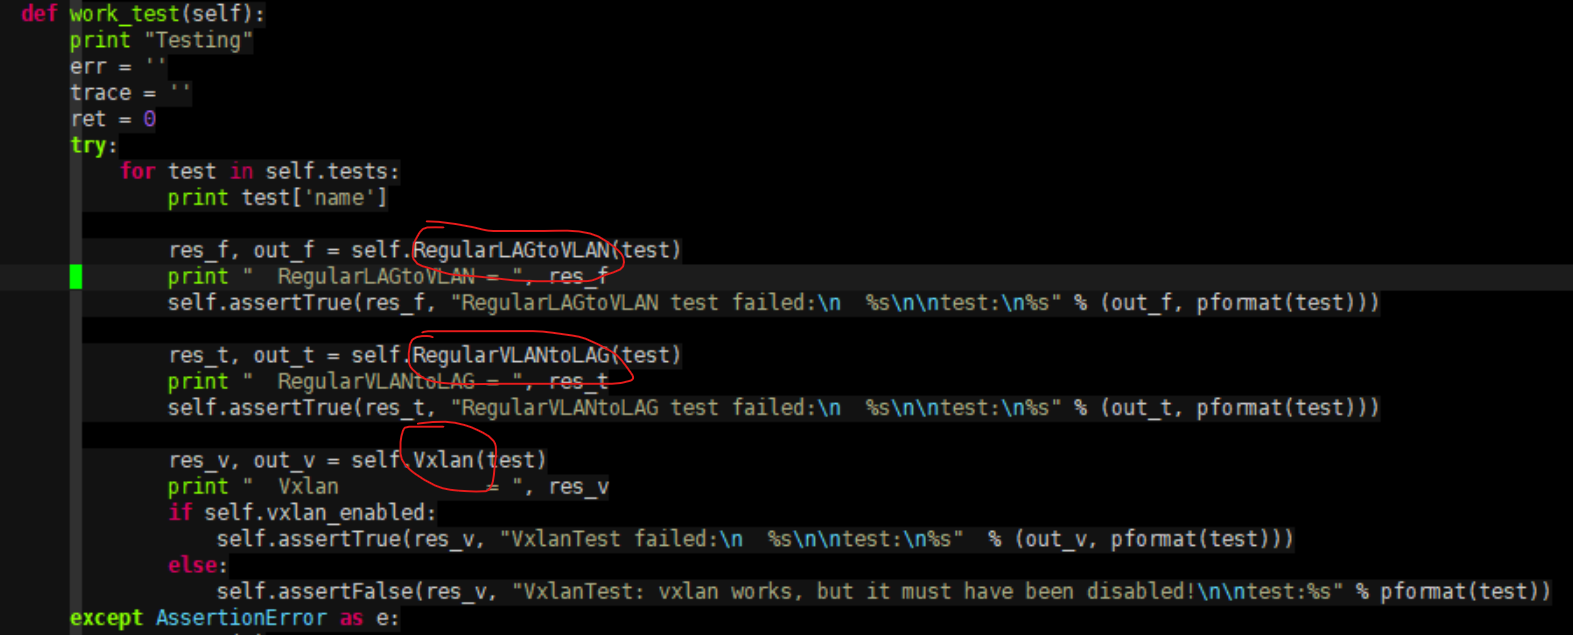 def work_test(self):
    print "Testing"
    err = ''
    trace = ''
    ret = 0
    try:
        for test in self.tests:
            print test['name']
            res_f, out_f = self.RegularLAGtoVLAN(test)
            print "  RegularLAGtoVLAN = ", res_f
            self.assertTrue(res_f, "RegularLAGtoVLAN test failed:\n  %s\n\ntest:\n%s" % (out_f, pformat(test)))
            res_t, out_t = self.RegularVLANtoLAG(test)
            print "  RegularVLANtoLAG = ", res_t
            self.assertTrue(res_t, "RegularVLANtoLAG test failed:\n  %s\n\ntest:\n%s" % (out_t, pformat(test)))
            res_v, out_v = self.Vxlan(test)
            print "  Vxlan            = ", res_v
            if self.vxlan_enabled:
                self.assertTrue(res_v, "VxlanTest failed:\n  %s\n\ntest:\n%s"  % (out_v, pformat(test)))
            else:
                self.assertFalse(res_v, "VxlanTest: vxlan works, but it must have been disabled!\n\ntest:%s" % pformat(test))
    except AssertionError as e: